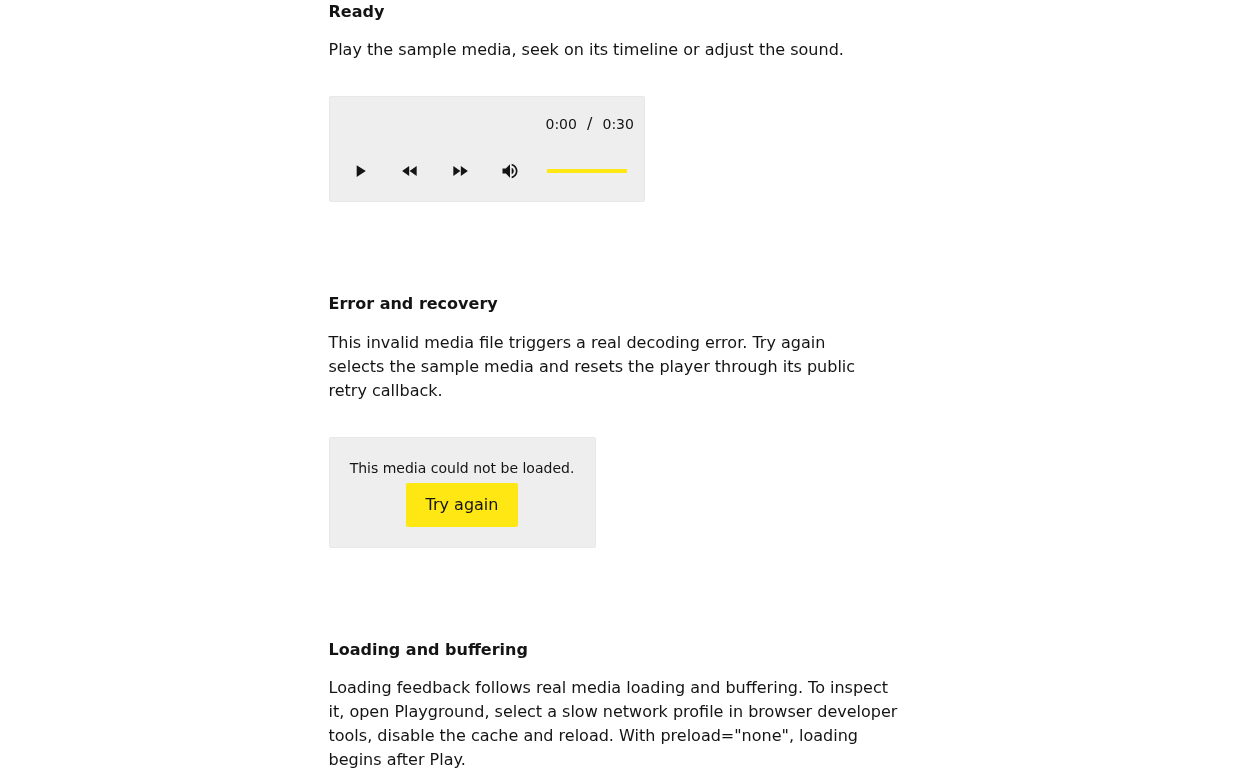 Ready
Play the sample media, seek on its timeline or adjust the sound.
0:00 / 0:30
Error and recovery
This invalid media file triggers a real decoding error. Try again
selects the sample media and resets the player through its public
retry callback.
This media could not be loaded.
Try again
Loading and buffering
Loading feedback follows real media loading and buffering. To inspect
it, open Playground, select a slow network profile in browser developer
tools, disable the cache and reload. With preload="none", loading
begins after Play.